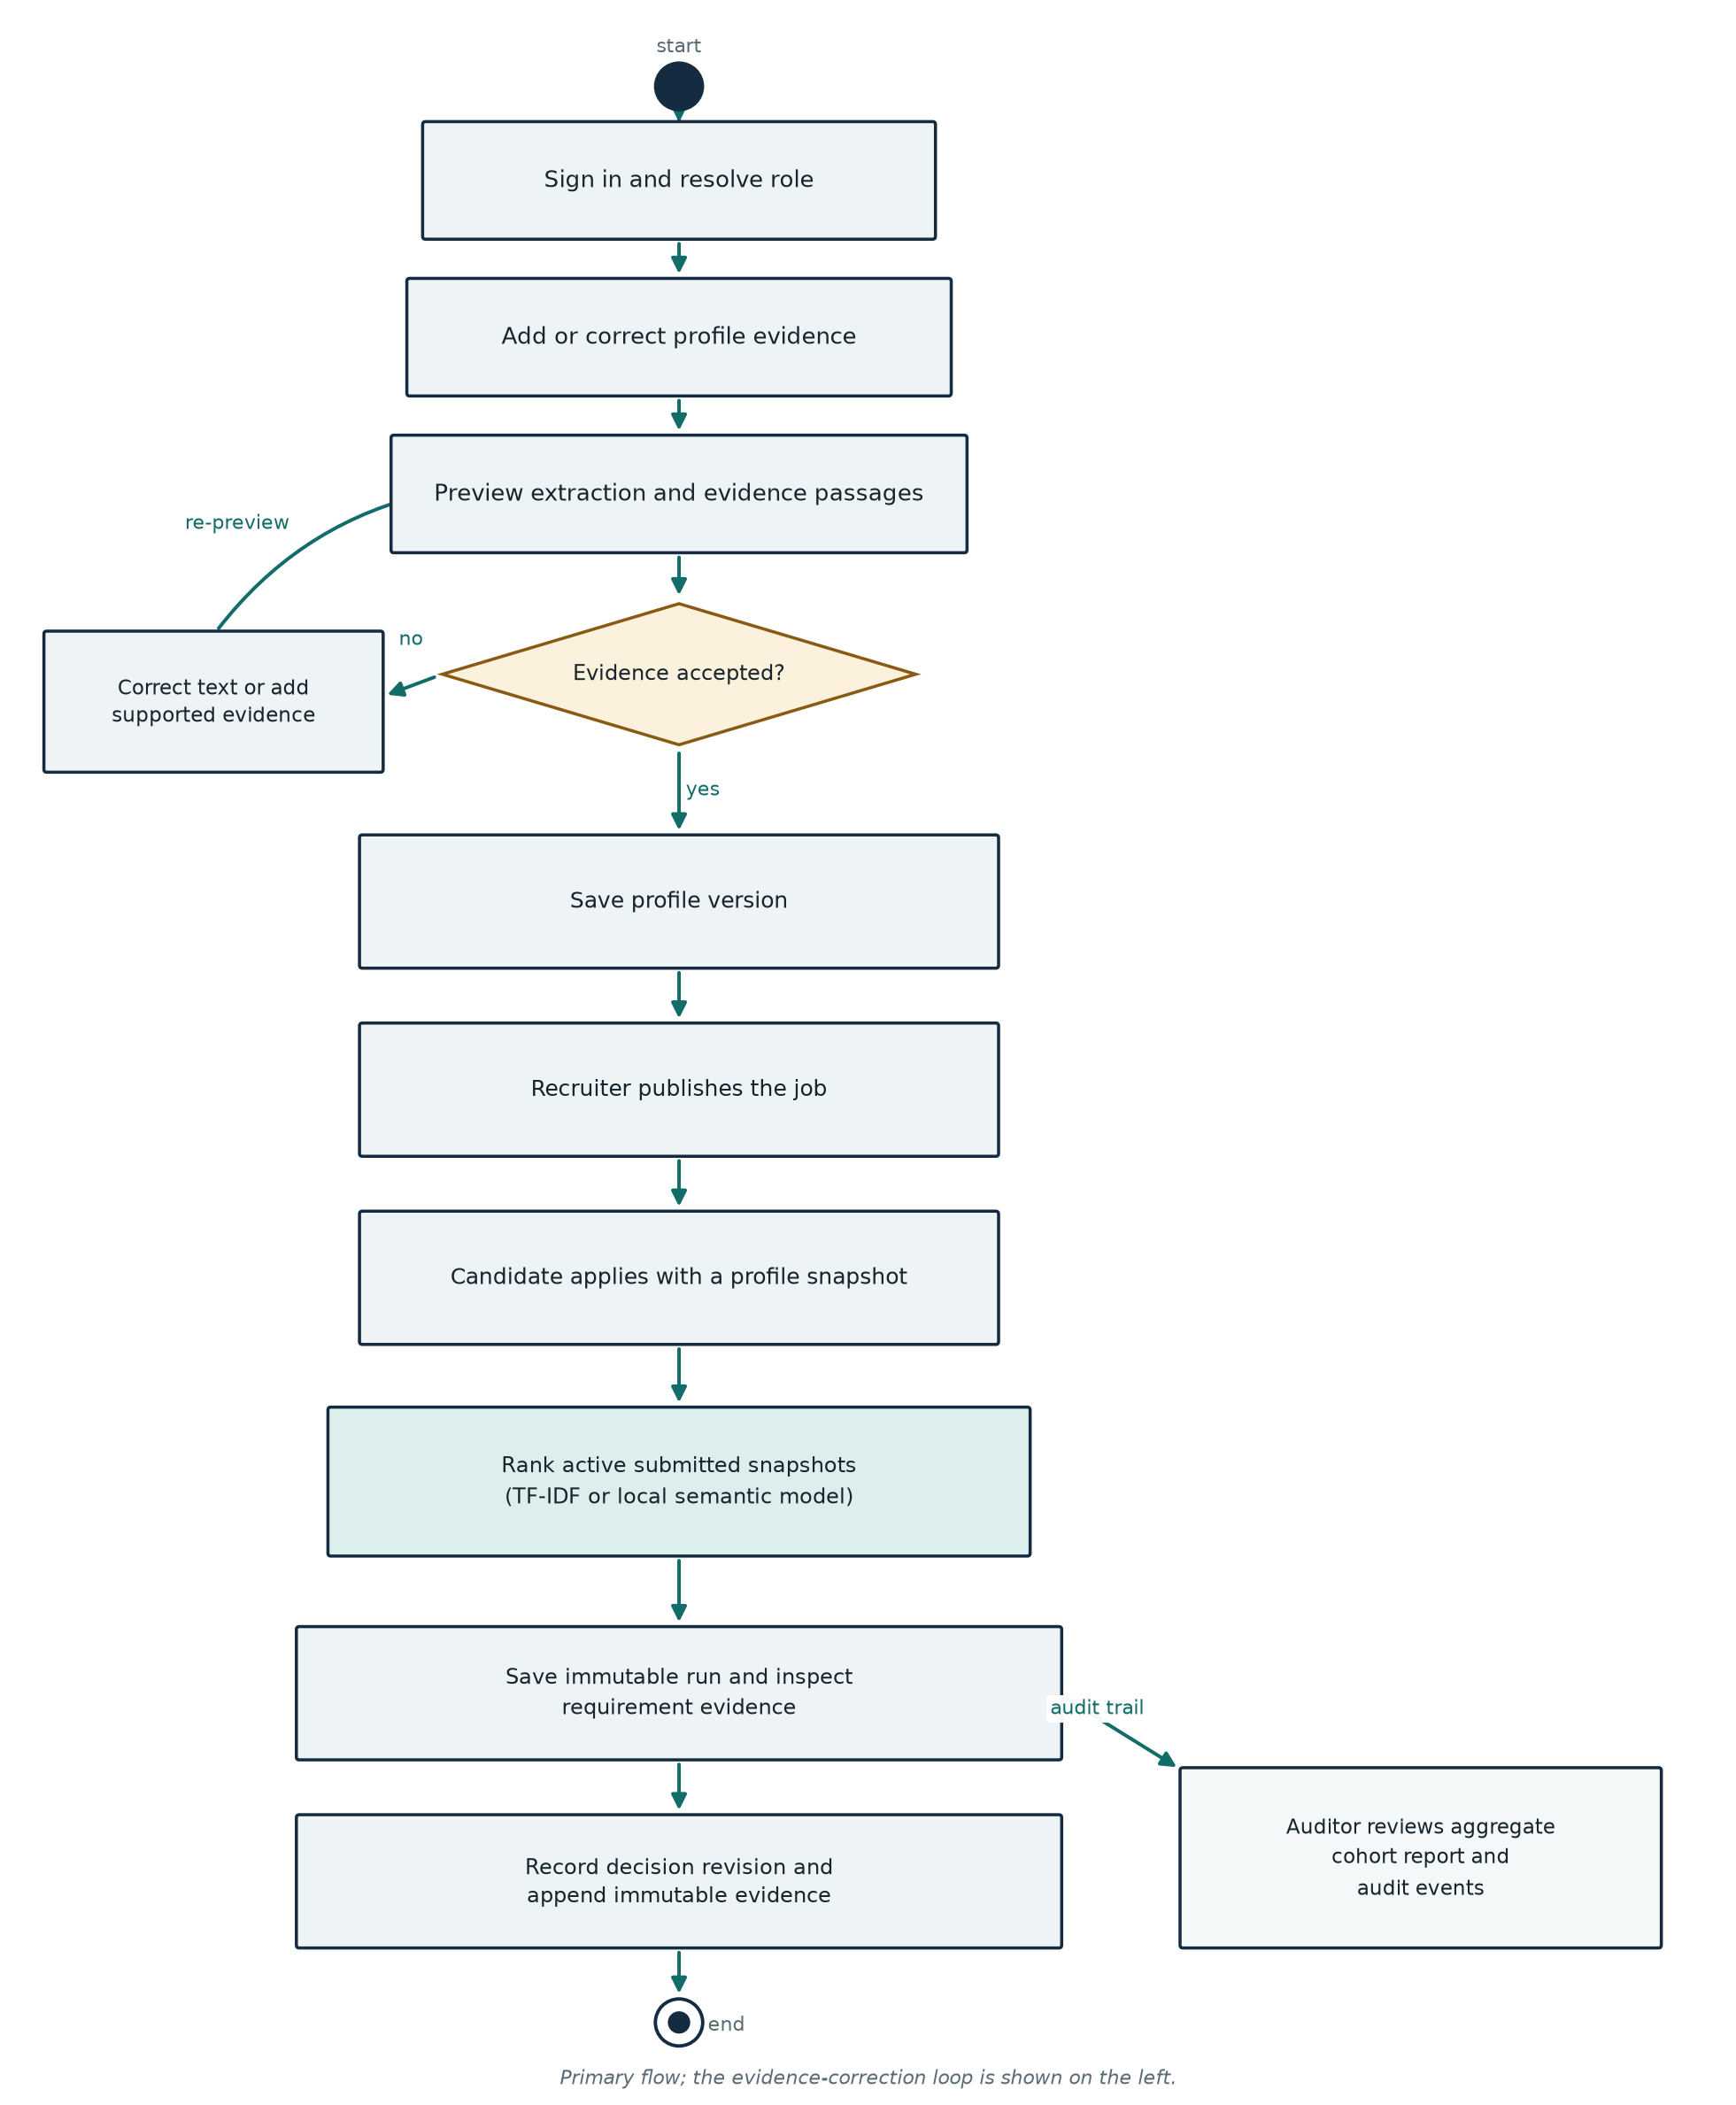 start
Sign in and resolve role
Add or correct profile evidence
Preview extraction and evidence passages
re-preview
no
Evidence accepted?
Correct text or add
supported evidence
yes
Save profile version
Recruiter publishes the job
Candidate applies with a profile snapshot
Rank active submitted snapshots
(TF-IDF or local semantic model)
Save immutable run and inspect
requirement evidence
audit trail
Auditor reviews aggregate
cohort report and
audit events
Record decision revision and
append immutable evidence
end
Primary flow; the evidence-correction loop is shown on the left.